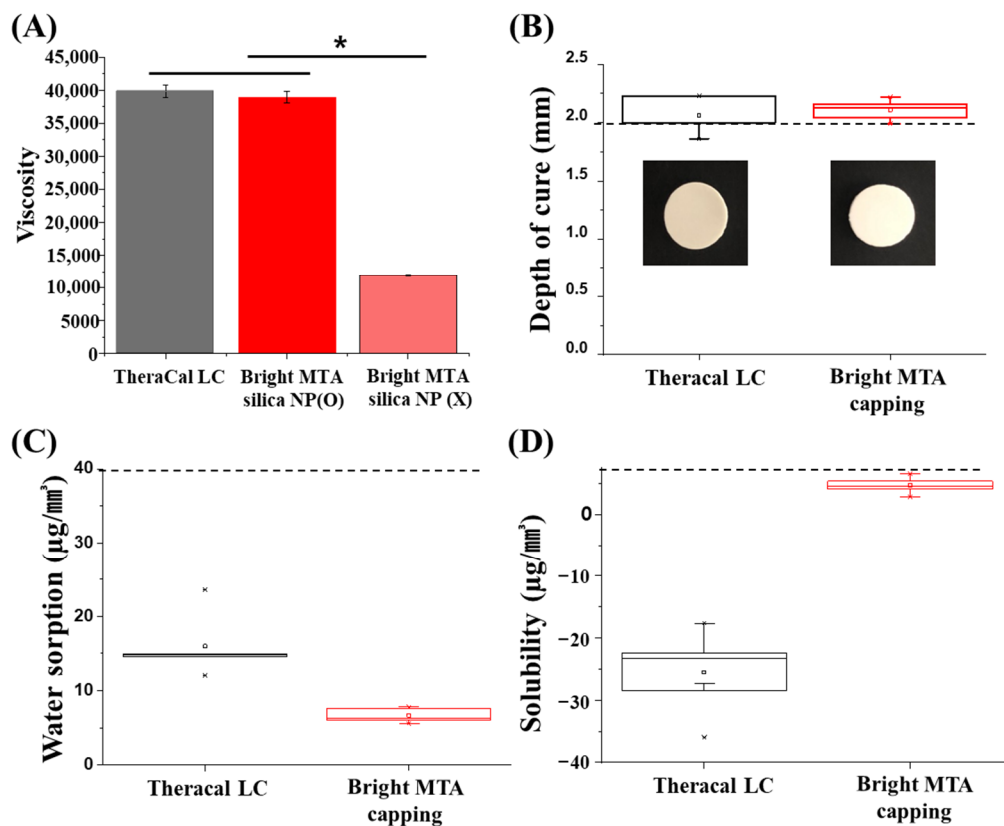 (A)
*
Viscosity
45,000
40,000
35,000
30,000
25,000
20,000
15,000
10,000
5000
0
TheraCal LC
Bright MTA
silica NP(O)
Bright MTA
silica NP (X)
(B)
Depth of cure (mm)
2.5
2.0
1.5
1.0
0.5
0.0
Theracal LC
Bright MTA
capping
(C)
Water sorption (µg/㎣)
40
30
20
10
0
Theracal LC
Bright MTA
capping
(D)
Solubility (µg/㎣)
0
−10
−20
−30
−40
Theracal LC
Bright MTA
capping